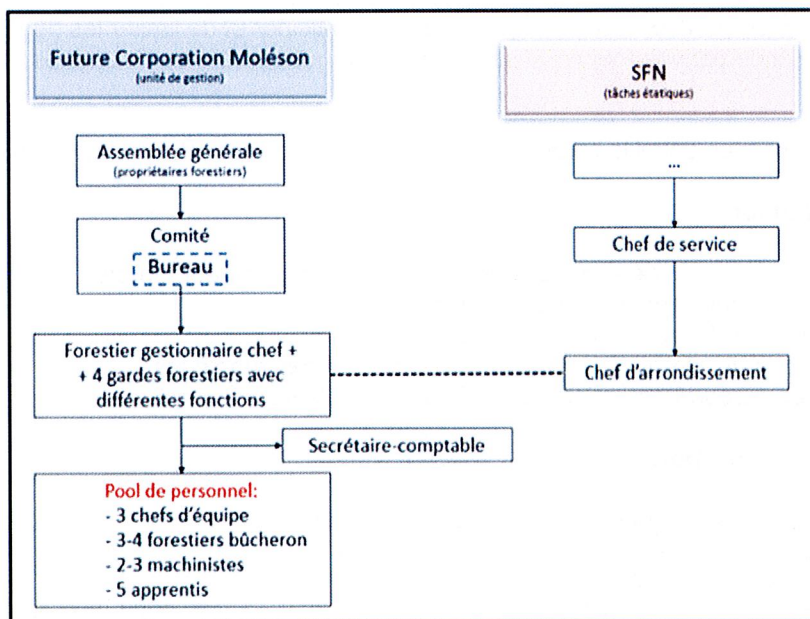 Future Corporation Moléson
(unité de gestion)
SFN
(tâches étatiques)
Assemblée générale
(propriétaires forestiers)
...
Comité
Bureau
Chef de service
Forestier gestionnaire chef +
+ 4 gardes forestiers avec
différentes fonctions
Chef d'arrondissement
Secrétaire-comptable
Pool de personnel:
- 3 chefs d'équipe
- 3-4 forestiers bûcheron
- 2-3 machinistes
- 5 apprentis